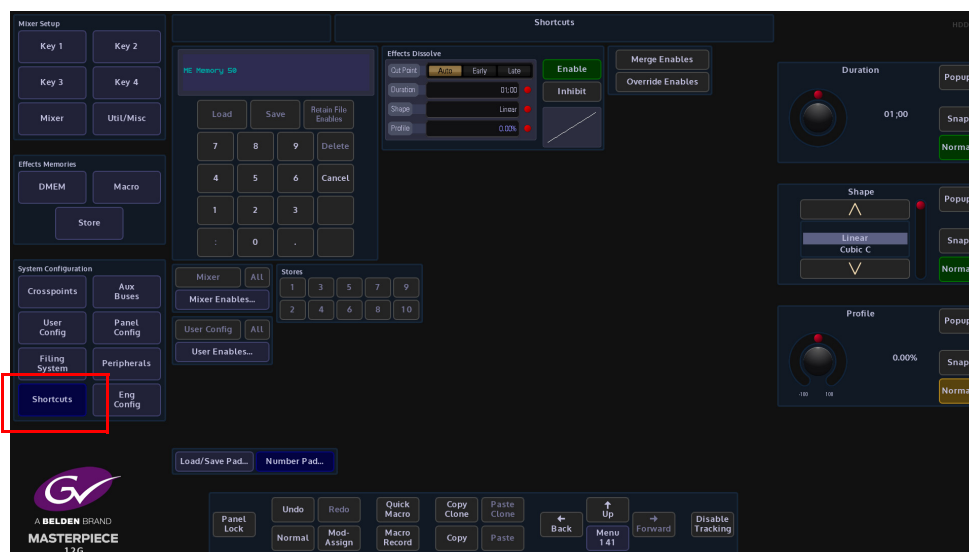 Mixer Setup
Key 1
Key 2
Key 3
Key 4
Mixer
Util/Misc
Effects Memories
DMEM
Macro
Store
System Configuration
Crosspoints
Aux
Buses
User
Config
Panel
Config
Filing
System
Peripherals
Shortcuts
Eng
Config
A BELDEN BRAND
MASTERPIECE
12G
Shortcuts
HDD
ME Memory 50
Load
Save
Retain File
Enables
7
8
9
Delete
4
5
6
Cancel
1
2
3
:
0
.
Effects Dissolve
Cut Point
Auto
Early
Late
Duration
01;00
Shape
Linear
Profile
0.00%
Enable
Inhibit
Merge Enables
Override Enables
Mixer
All
Mixer Enables...
User Config
All
User Enables...
Stores
1
3
5
7
9
2
4
6
8
10
Load/Save Pad...
Number Pad...
Duration
01;00
Popup
Snap
Norma
Shape
Linear
Cubic C
Popup
Snap
Norma
Profile
0.00%
-100
100
Popup
Snap
Norma
Panel
Lock
Undo
Redo
Normal
Mod-
Assign
Quick
Macro
Macro
Record
Copy
Clone
Paste
Clone
Copy
Paste
Back
Up
Menu
141
Forward
Disable
Tracking